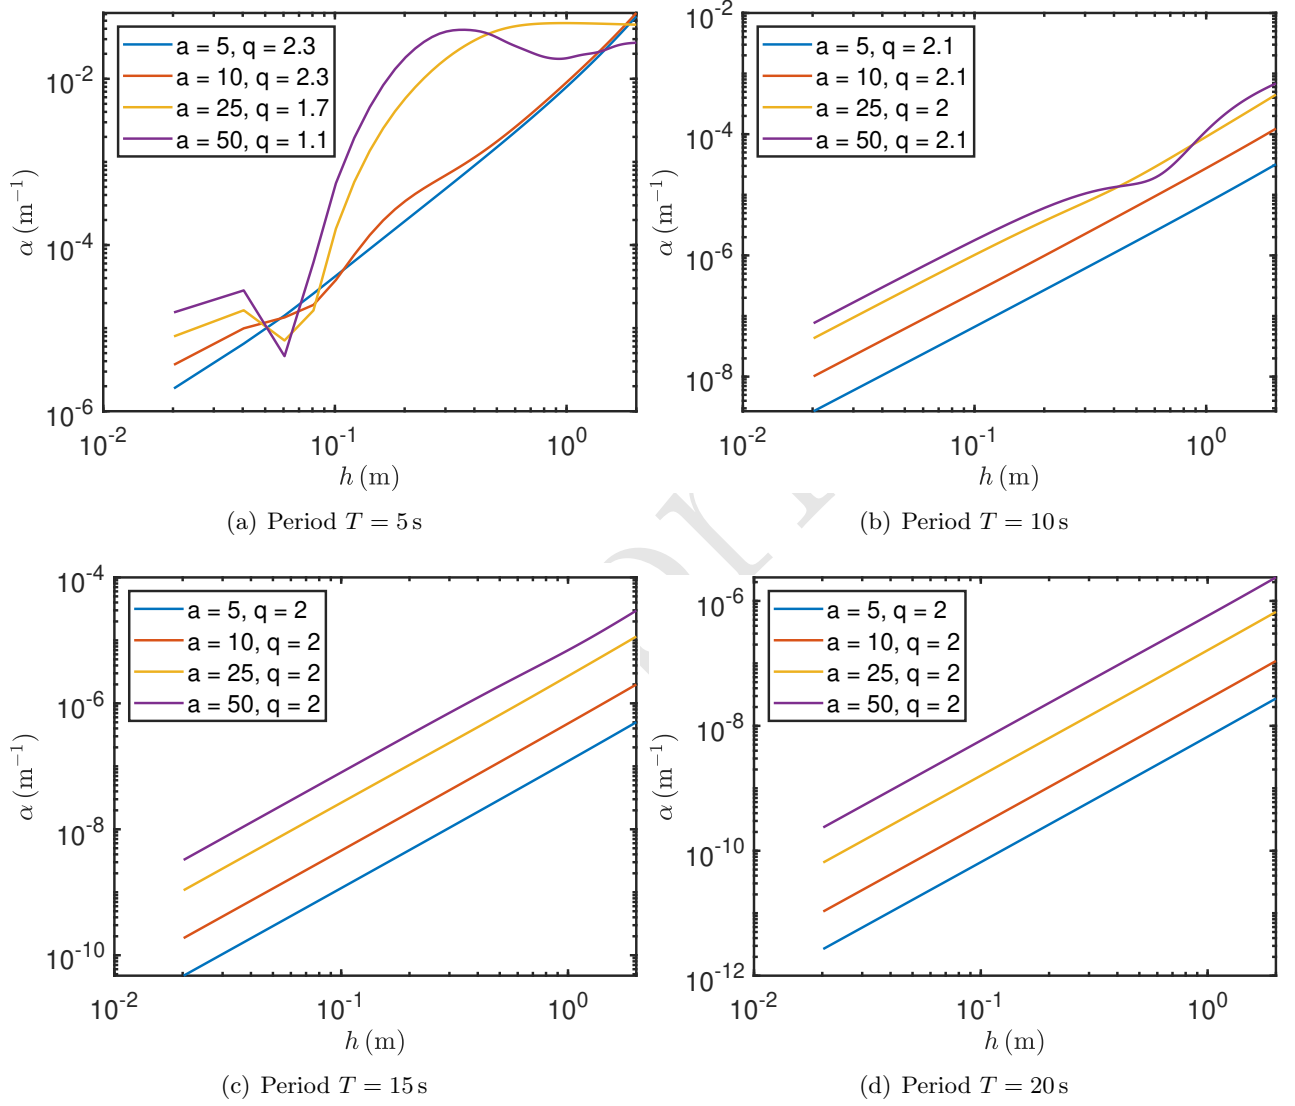 a = 5, q = 2.3
a = 10, q = 2.3
a = 25, q = 1.7
a = 50, q = 1.1
10^-2
10^-4
10^-6
α (m^−1)
10^-2
10^-1
10^0
h (m)
(a) Period T = 5 s
a = 5, q = 2.1
a = 10, q = 2.1
a = 25, q = 2
a = 50, q = 2.1
10^-2
10^-4
10^-6
10^-8
α (m^−1)
10^-2
10^-1
10^0
h (m)
(b) Period T = 10 s
a = 5, q = 2
a = 10, q = 2
a = 25, q = 2
a = 50, q = 2
10^-4
10^-6
10^-8
10^-10
α (m^−1)
10^-2
10^-1
10^0
h (m)
(c) Period T = 15 s
a = 5, q = 2
a = 10, q = 2
a = 25, q = 2
a = 50, q = 2
10^-6
10^-8
10^-10
10^-12
α (m^−1)
10^-2
10^-1
10^0
h (m)
(d) Period T = 20 s